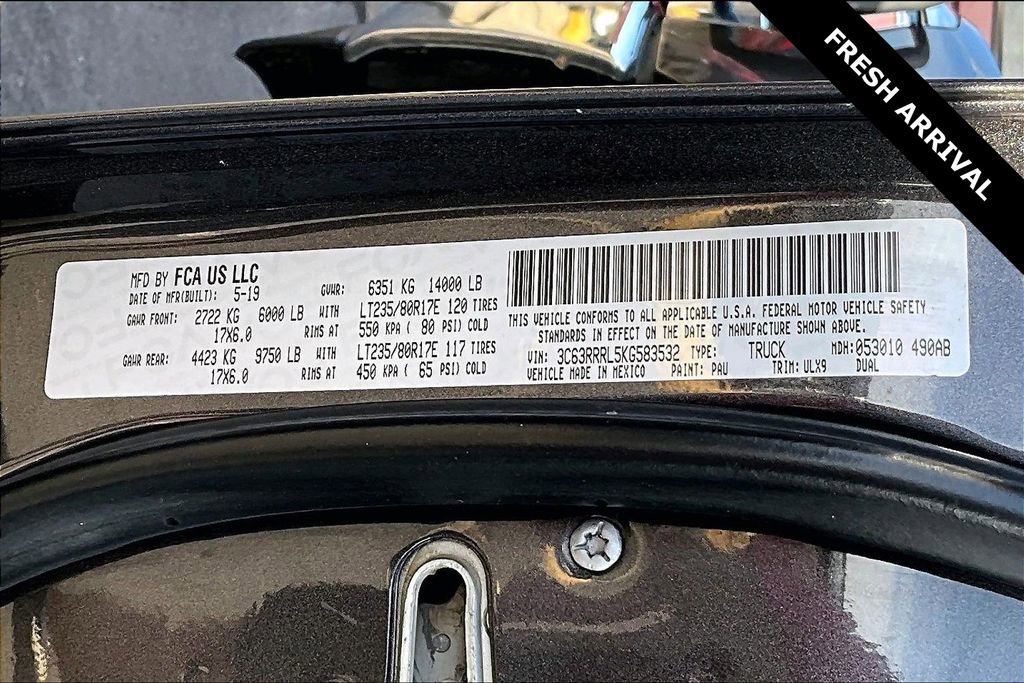 FRESH ARRIVAL
MFD BY FCA US LLC
DATE OF MFR(BUILT): 5-19 GVWR: 6351 KG 14000 LB
GAWR FRONT: 2722 KG 6000 LB WITH LT235/80R17E 120 TIRES
17X6.0 RIMS AT 550 KPA ( 80 PSI) COLD
GAWR REAR: 4423 KG 9750 LB WITH LT235/80R17E 117 TIRES
17X6.0 RIMS AT 450 KPA ( 65 PSI) COLD
THIS VEHICLE CONFORMS TO ALL APPLICABLE U.S.A. FEDERAL MOTOR VEHICLE SAFETY
STANDARDS IN EFFECT ON THE DATE OF MANUFACTURE SHOWN ABOVE.
VIN: 3C63RRRL5KG583532 TYPE: TRUCK MDH: 053010 490AB
VEHICLE MADE IN MEXICO PAINT: PAU TRIM: ULX9 DUAL